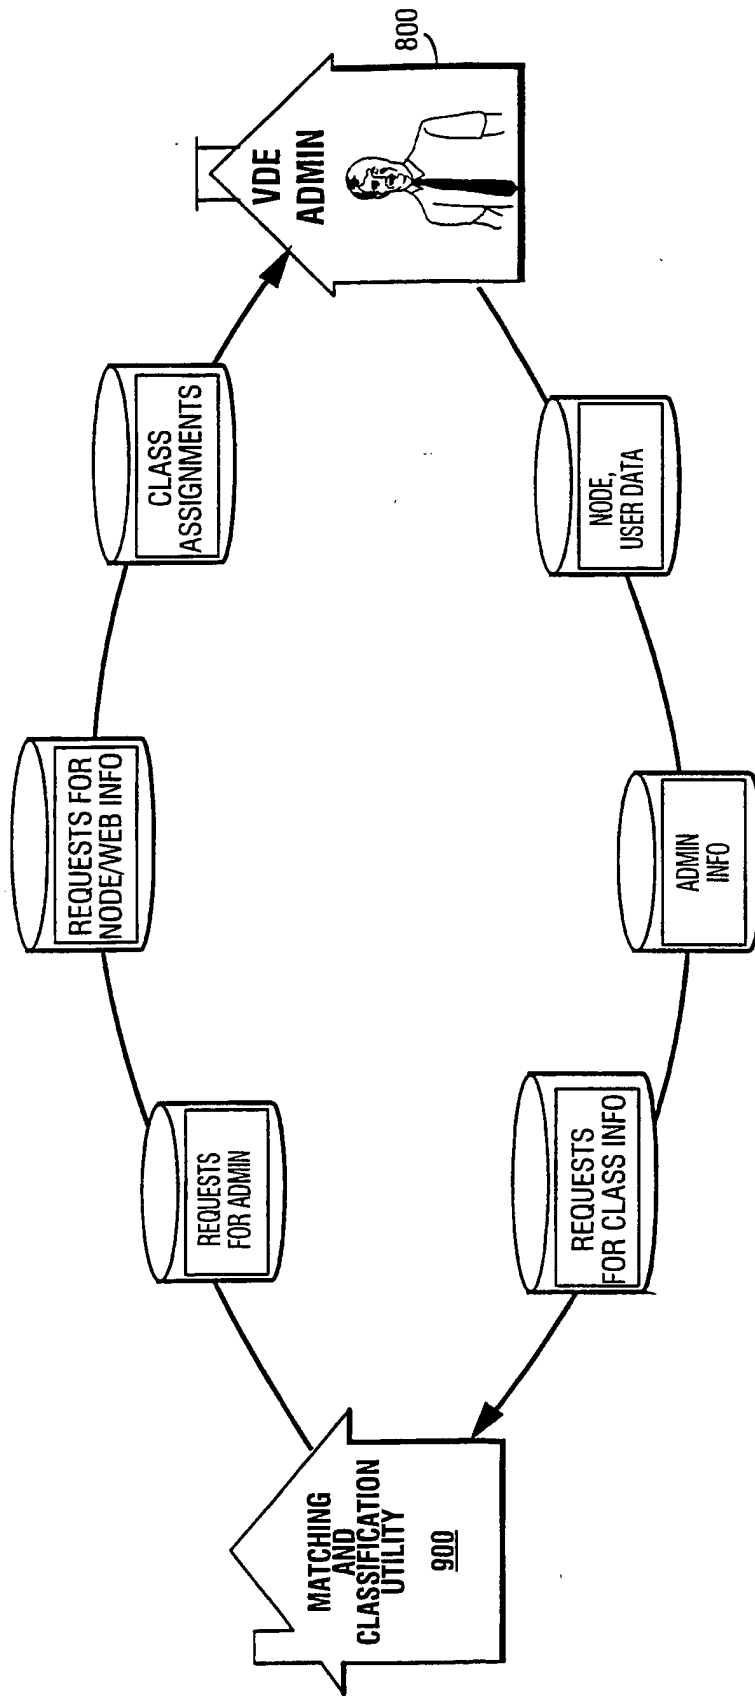 REQUESTS FOR
NODE/WEB INFO
CLASS
ASSIGNMENTS
REQUESTS
FOR ADMIN
VDE
ADMIN
800
MATCHING
AND
CLASSIFICATION
UTILITY
900
REQUESTS
FOR CLASS INFO
ADMIN
INFO
NODE,
USER DATA